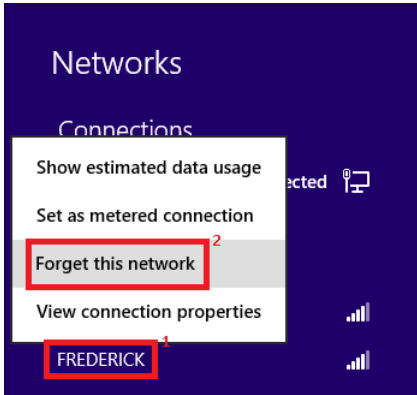 Networks
Connections
Show estimated data usage
ected
Set as metered connection
2
Forget this network
View connection properties
1
FREDERICK